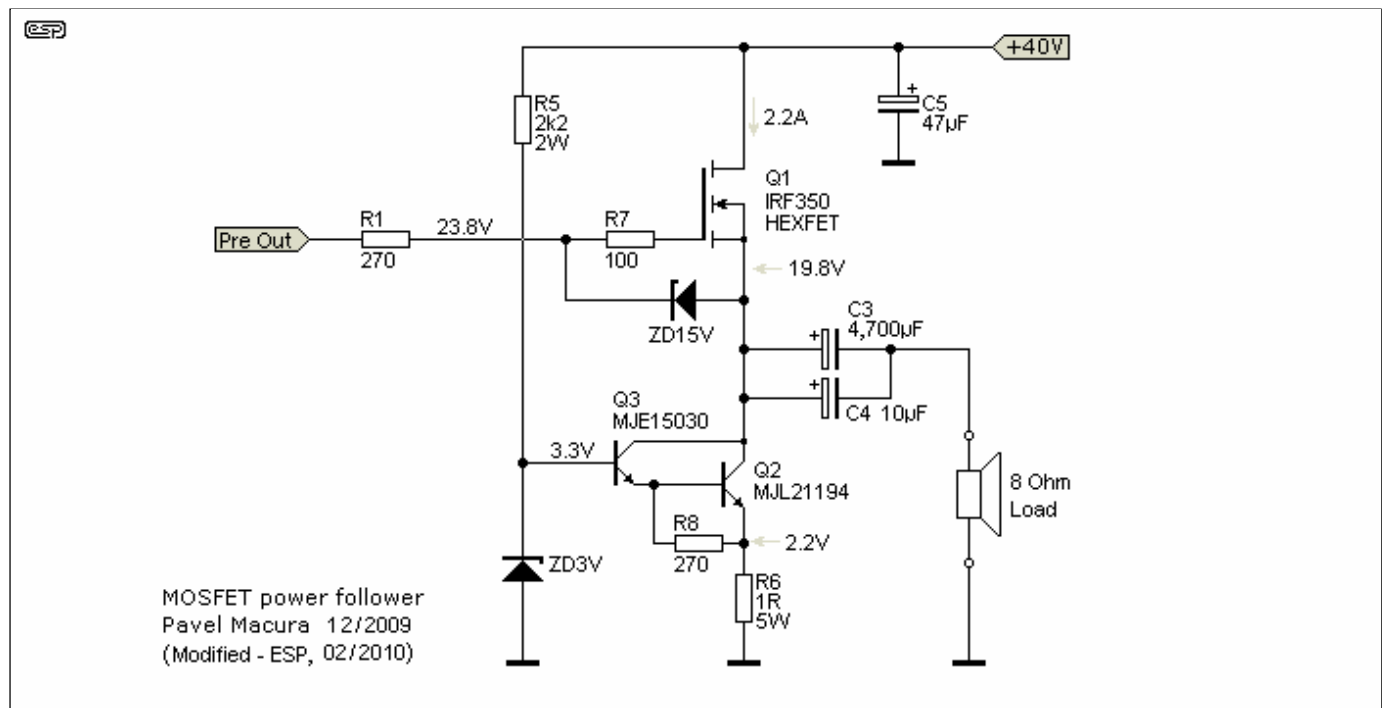 esp
+40V
R5
2k2
2W
C5
47µF
+
2.2A
Q1
IRF350
HEXFET
R1
270
23.8V
R7
100
Pre Out
19.8V
ZD15V
C3
4,700µF
+
+
C4 10µF
Q3
MJE15030
3.3V
Q2
MJL21194
8 Ohm
Load
R8
270
2.2V
ZD3V
R6
1R
5W
MOSFET power follower
Pavel Macura 12/2009
(Modified - ESP, 02/2010)